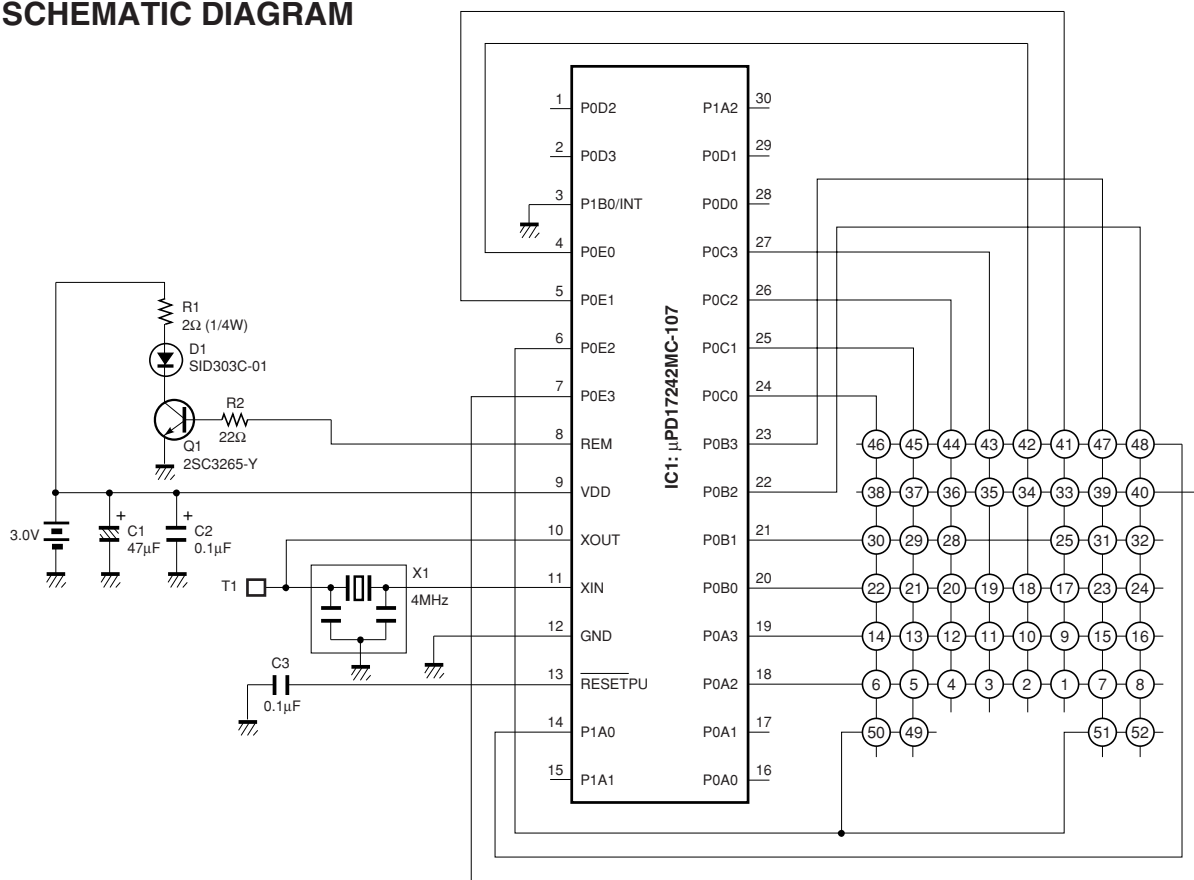 SCHEMATIC DIAGRAM
1 P0D2 P1A2 30
2 P0D3 P0D1 29
3 P1B0/INT P0D0 28
4 P0E0 P0C3 27
5 P0E1 P0C2 26
6 P0E2 P0C1 25
7 P0E3 P0C0 24
8 REM P0B3 23
9 VDD P0B2 22
10 XOUT P0B1 21
11 XIN P0B0 20
12 GND P0A3 19
13 RESETPU P0A2 18
14 P1A0 P0A1 17
15 P1A1 P0A0 16
IC1: µPD17242MC-107
R1
2Ω (1/4W)
D1
SID303C-01
R2
22Ω
Q1
2SC3265-Y
3.0V
+
C1
47µF
+
C2
0.1µF
T1
X1
4MHz
C3
0.1µF
46 45 44 43 42 41 47 48
38 37 36 35 34 33 39 40
30 29 28 25 31 32
22 21 20 19 18 17 23 24
14 13 12 11 10 9 15 16
6 5 4 3 2 1 7 8
50 49 51 52